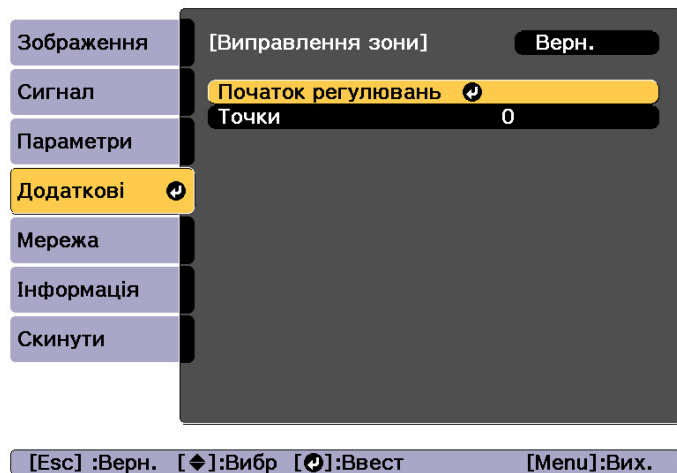 Зображення
Сигнал
Параметри
Додаткові
Мережа
Інформація
Скинути
[Виправлення зони] Верн.
Початок регулювань
Точки 0
[Esc] :Верн. [◆]:Вибр [⏎]:Ввест [Menu]:Вих.